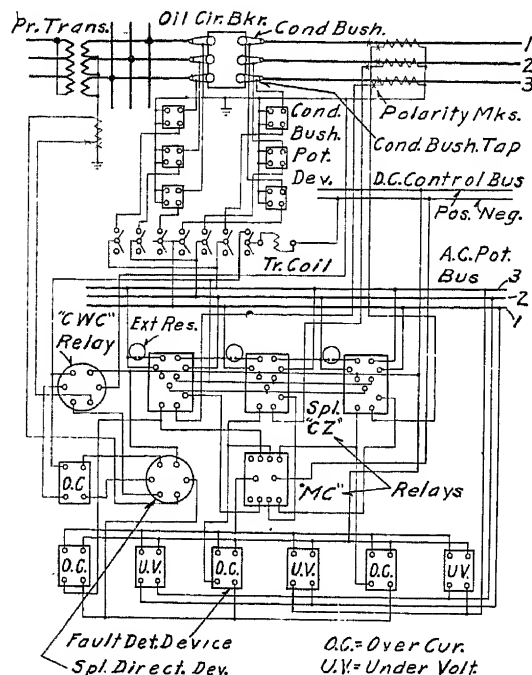 Pr. Trans.
Oil Cir. Bkr.
Cond Bush.
1
2
3
Polarity Mks.
Cond. Bush. Tap
Cond.
Bush.
Pot.
Dev.
D.C. Control Bus
Pos. Neg.
Tr. Coil
A.C. Pot.
Bus
3
2
1
"CWC"
Relay
Ext Res.
Spl.
"CZ"
"MC"
Relays
O.C.
O.C.
U.V.
O.C.
U.V.
O.C.
U.V.
Fault Det. Device
Spl. Direct. Dev.
O.C. = Over Cur.
U.V. = Under Volt.